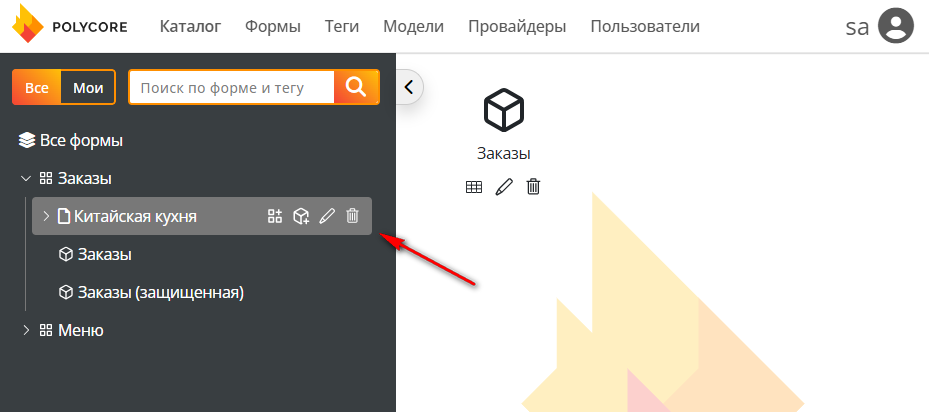 POLYCORE Каталог Формы Теги Модели Провайдеры Пользователи sa
Все Мои Поиск по форме и тегу
Все формы
Заказы
Китайская кухня
Заказы
Заказы (защищенная)
Меню
Заказы